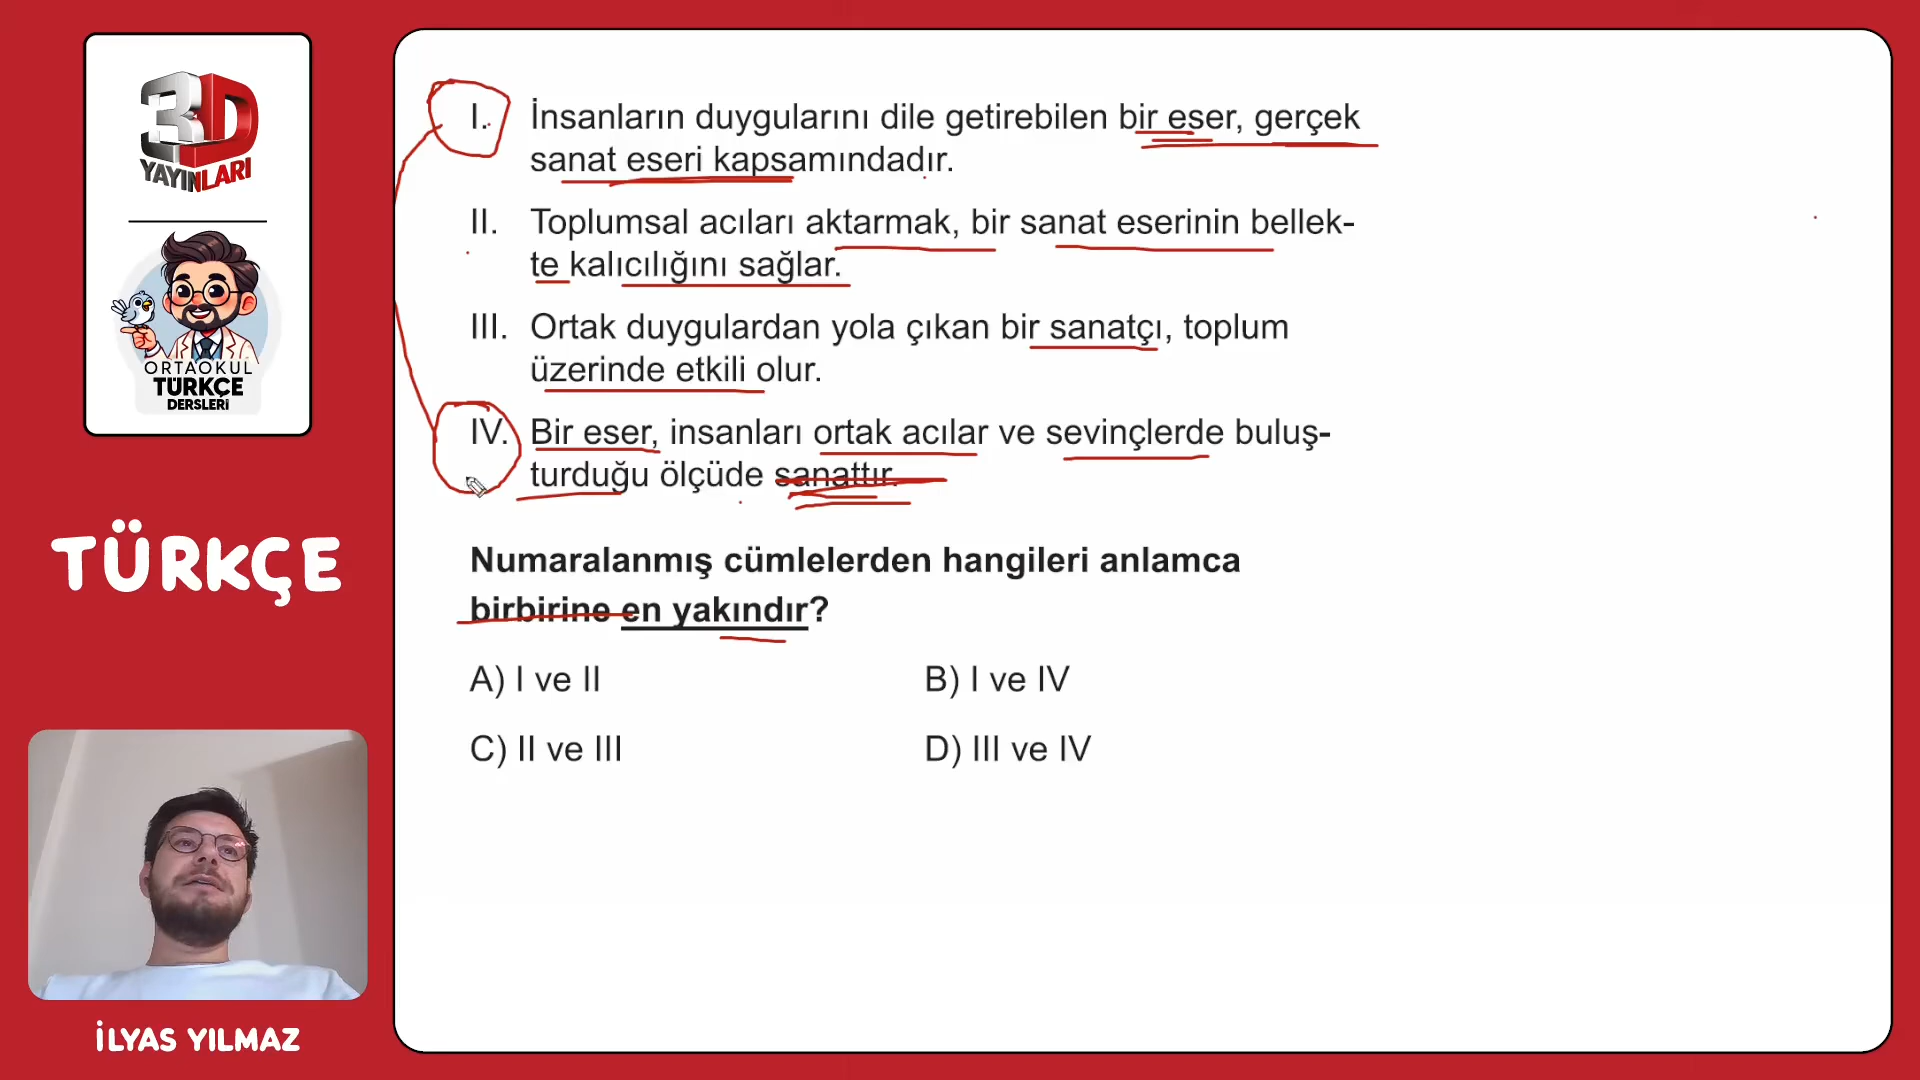 3D
YAYINLARI
ORTAOKUL
TÜRKÇE
DERSLERİ
TÜRKÇE
İLYAS YILMAZ
I. İnsanların duygularını dile getirebilen bir eser, gerçek
sanat eseri kapsamındadır.
II. Toplumsal acıları aktarmak, bir sanat eserinin bellek-
te kalıcılığını sağlar.
III. Ortak duygulardan yola çıkan bir sanatçı, toplum
üzerinde etkili olur.
IV. Bir eser, insanları ortak acılar ve sevinçlerde buluş-
turduğu ölçüde sanattır.
Numaralanmış cümlelerden hangileri anlamca
birbirine en yakındır?
A) I ve II
B) I ve IV
C) II ve III
D) III ve IV